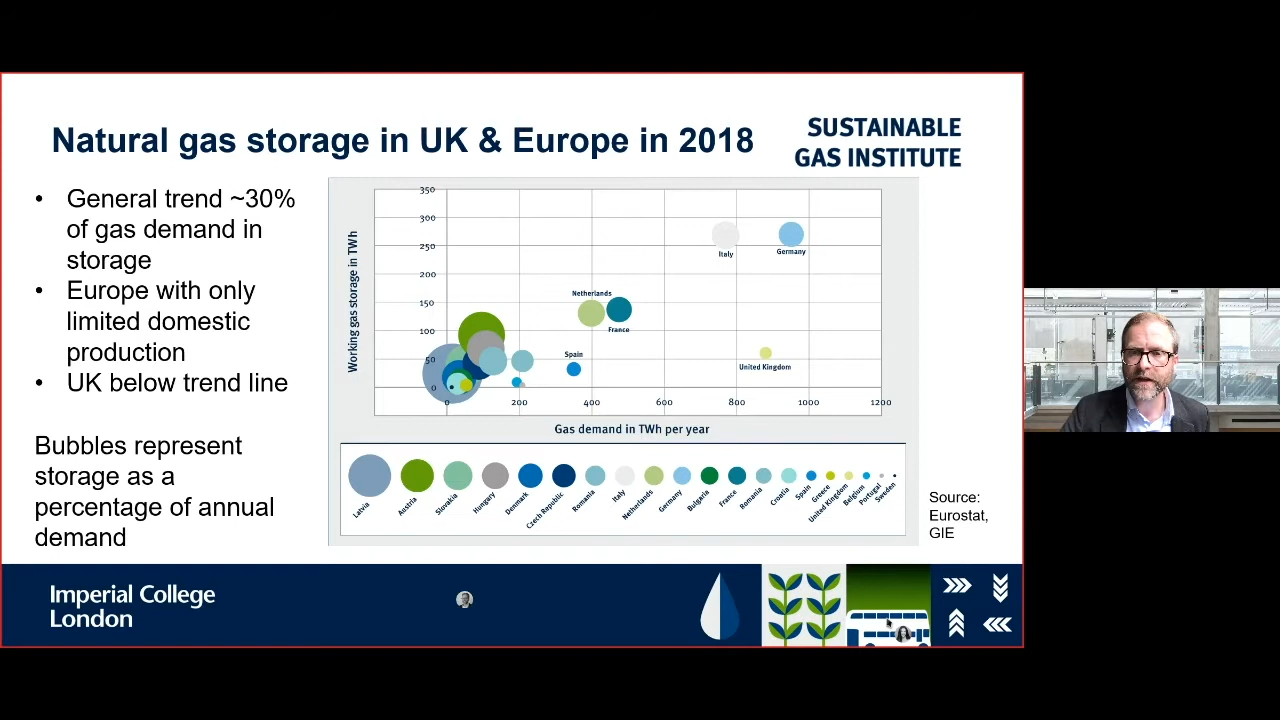 Natural gas storage in UK & Europe in 2018
SUSTAINABLE
GAS INSTITUTE
• General trend ~30%
of gas demand in
storage
• Europe with only
limited domestic
production
• UK below trend line
Bubbles represent
storage as a
percentage of annual
demand
Working gas storage in TWh
350
300
250
200
150
100
50
0
Italy
Germany
Netherlands
France
Spain
United Kingdom
0
200
400
600
800
1000
1200
Gas demand in TWh per year
Latvia
Austria
Slovakia
Hungary
Denmark
Czech Republic
Romania
Italy
Netherlands
Germany
Bulgaria
France
Romania
Croatia
Spain
Greece
United Kingdom
Belgium
Portugal
Sweden
Source:
Eurostat,
GIE
Imperial College
London